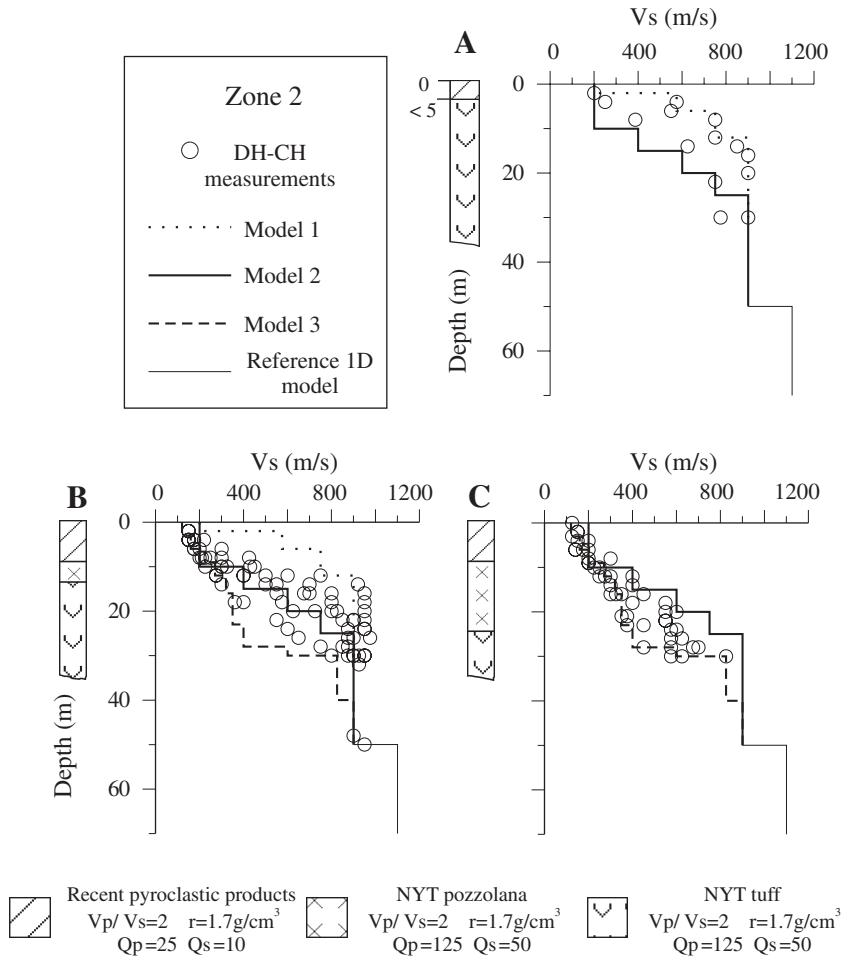 Vs (m/s)
A
0 400 800 1200
Zone 2
DH-CH
measurements
Model 1
Model 2
Model 3
Reference 1D
model
0
< 5
0
20
40
60
Depth (m)
Vs (m/s)
B
0 400 800 1200
0
20
40
60
Depth (m)
Vs (m/s)
C
0 400 800 1200
Recent pyroclastic products
Vp/ Vs=2 r=1.7g/cm³
Qp=25 Qs=10
NYT pozzolana
Vp/ Vs=2 r=1.7g/cm³
Qp=125 Qs=50
NYT tuff
Vp/ Vs=2 r=1.7g/cm³
Qp=125 Qs=50